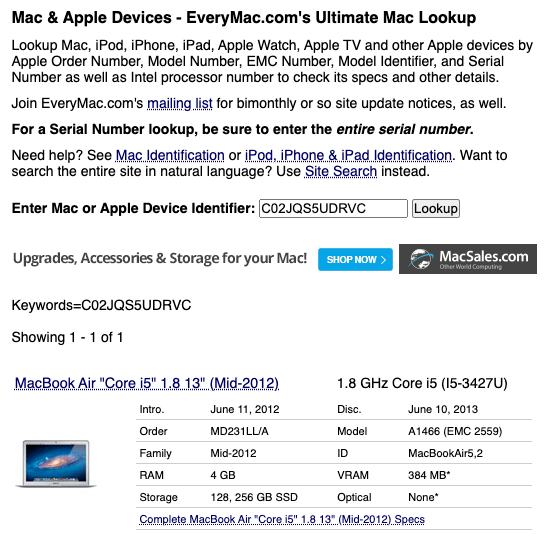 Mac & Apple Devices - EveryMac.com's Ultimate Mac Lookup
Lookup Mac, iPod, iPhone, iPad, Apple Watch, Apple TV and other Apple devices by
Apple Order Number, Model Number, EMC Number, Model Identifier, and Serial
Number as well as Intel processor number to check its specs and other details.
Join EveryMac.com's mailing list for bimonthly or so site update notices, as well.
For a Serial Number lookup, be sure to enter the entire serial number.
Need help? See Mac Identification or iPod, iPhone & iPad Identification. Want to
search the entire site in natural language? Use Site Search instead.
Enter Mac or Apple Device Identifier: C02JQS5UDRVC Lookup
Upgrades, Accessories & Storage for your Mac! SHOP NOW > MacSales.com
Other World Computing
Keywords=C02JQS5UDRVC
Showing 1 - 1 of 1
MacBook Air "Core i5" 1.8 13" (Mid-2012) 1.8 GHz Core i5 (I5-3427U)
Intro. June 11, 2012 Disc. June 10, 2013
Order MD231LL/A Model A1466 (EMC 2559)
Family Mid-2012 ID MacBookAir5,2
RAM 4 GB VRAM 384 MB*
Storage 128, 256 GB SSD Optical None*
Complete MacBook Air "Core i5" 1.8 13" (Mid-2012) Specs